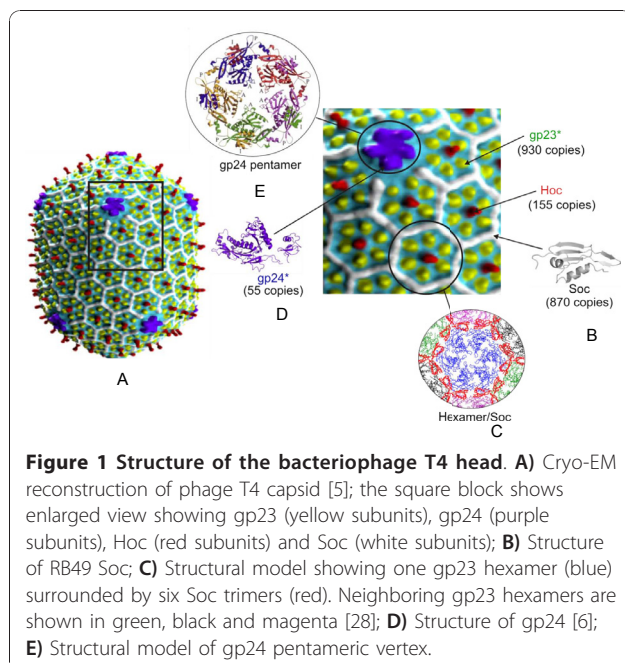 gp24 pentamer
E
gp23*
(930 copies)
Hoc
(155 copies)
Soc
(870 copies)
B
gp24*
(55 copies)
D
A
Hexamer/Soc
C
Figure 1 Structure of the bacteriophage T4 head. A) Cryo-EM
reconstruction of phage T4 capsid [5]; the square block shows
enlarged view showing gp23 (yellow subunits), gp24 (purple
subunits), Hoc (red subunits) and Soc (white subunits); B) Structure
of RB49 Soc; C) Structural model showing one gp23 hexamer (blue)
surrounded by six Soc trimers (red). Neighboring gp23 hexamers are
shown in green, black and magenta [28]; D) Structure of gp24 [6];
E) Structural model of gp24 pentameric vertex.